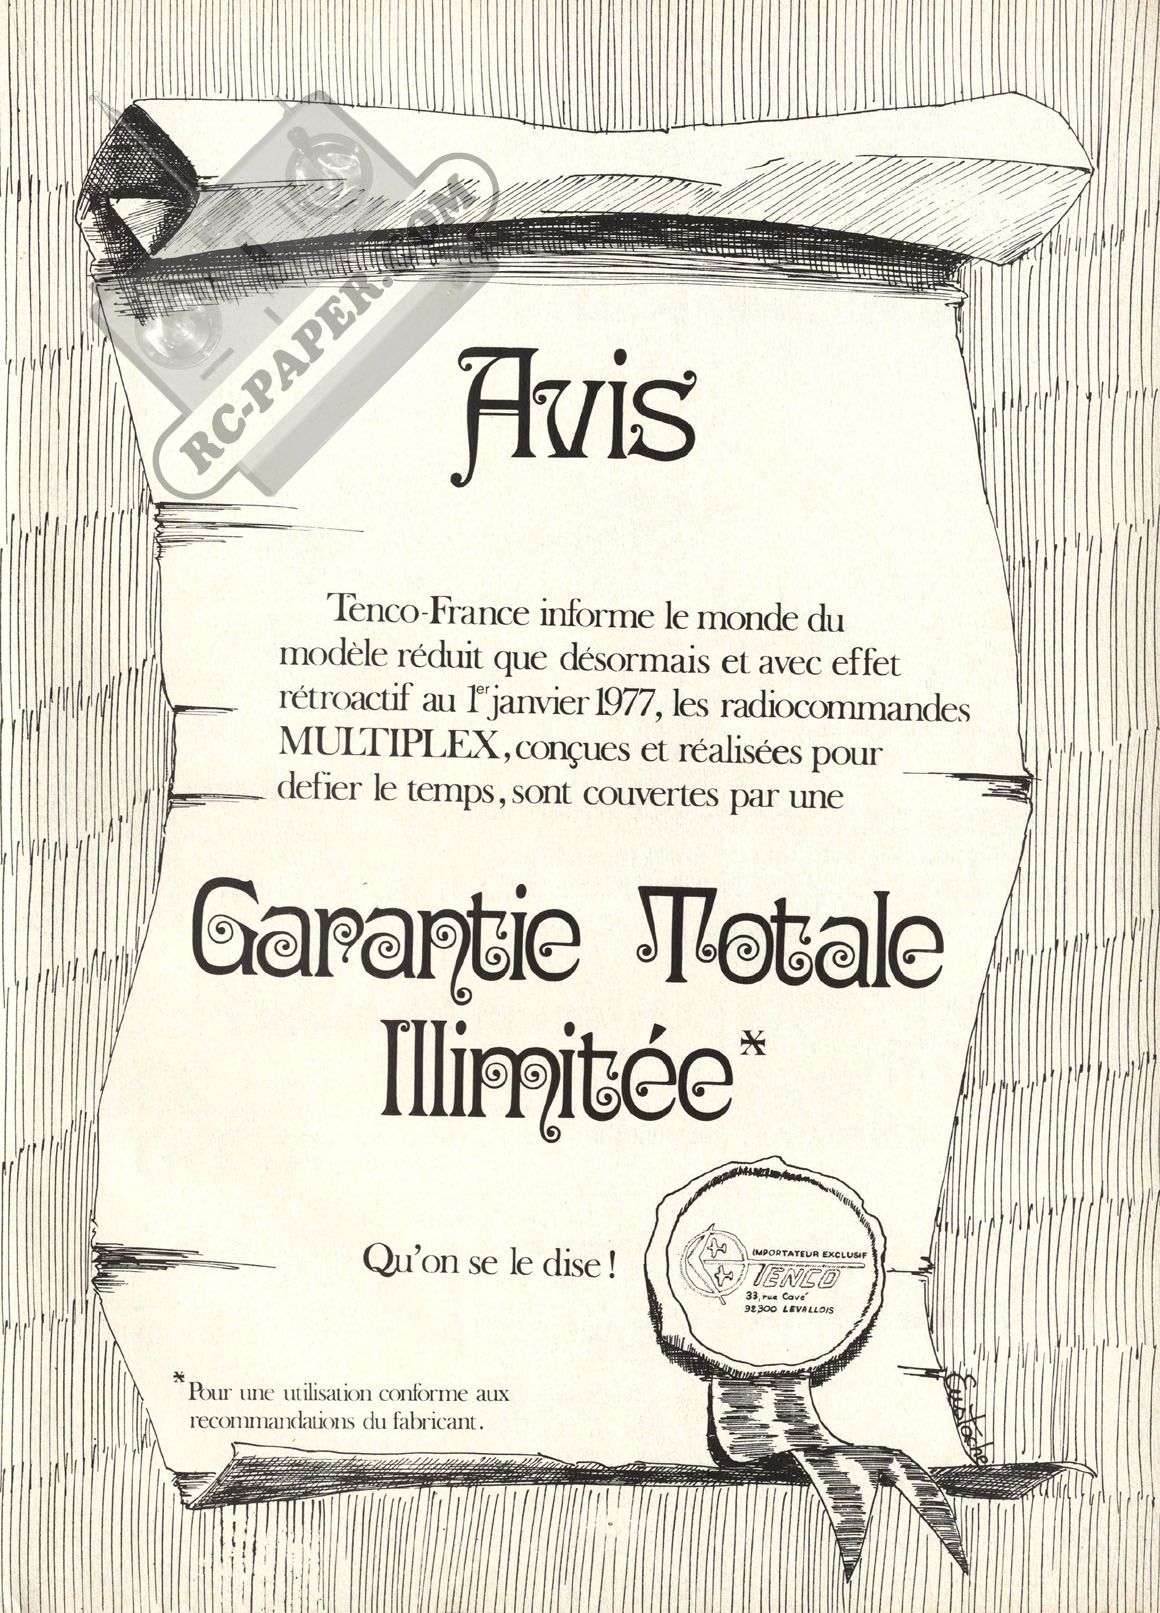 RC-PAPER.COM
Avis
Tenco-France informe le monde du
modèle réduit que désormais et avec effet
rétroactif au 1er janvier 1977, les radiocommandes
MULTIPLEX, conçues et réalisées pour
defier le temps, sont couvertes par une
Garantie Totale
Illimitée*
Qu'on se le dise !
IMPORTATEUR EXCLUSIF
TENCO
33, rue Cavé
92300 LEVALLOIS
* Pour une utilisation conforme aux
recommandations du fabricant.
Eustache